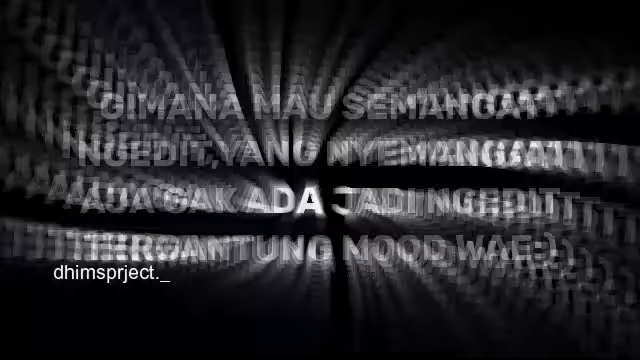 GIMANA MAU SEMANGAT
NGEDIT,YANG NYEMANGATI
AJA GAK ADA JADI NGEDIT
TERGANTUNG MOOD WAE:)
dhimsprject._